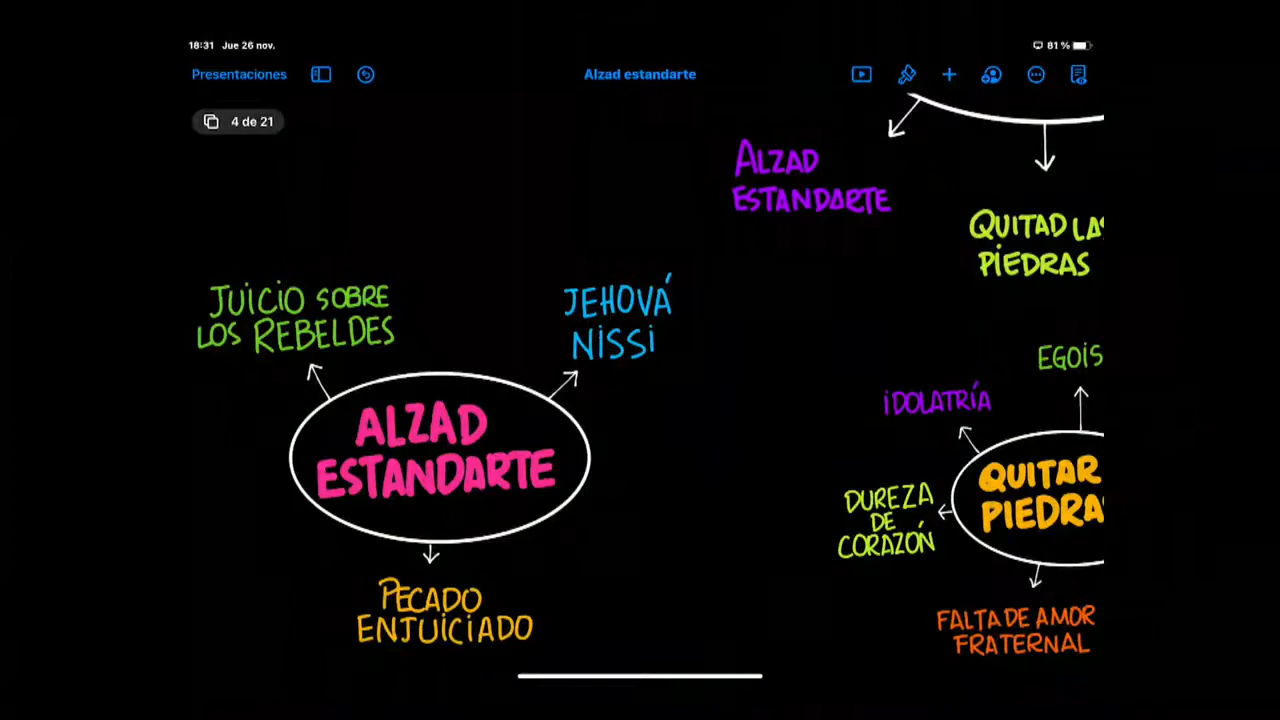 18:31 Jue 26 nov.
81 %
Presentaciones
Alzad estandarte
4 de 21
ALZAD
ESTANDARTE
QUITAD LAS
PIEDRAS
JUICIO SOBRE
LOS REBELDES
JEHOVÁ
NISSI
ALZAD
ESTANDARTE
PECADO
ENJUICIADO
EGOIS
IDOLATRÍA
QUITAR
PIEDRA
DUREZA
DE
CORAZÓN
FALTA DE AMOR
FRATERNAL